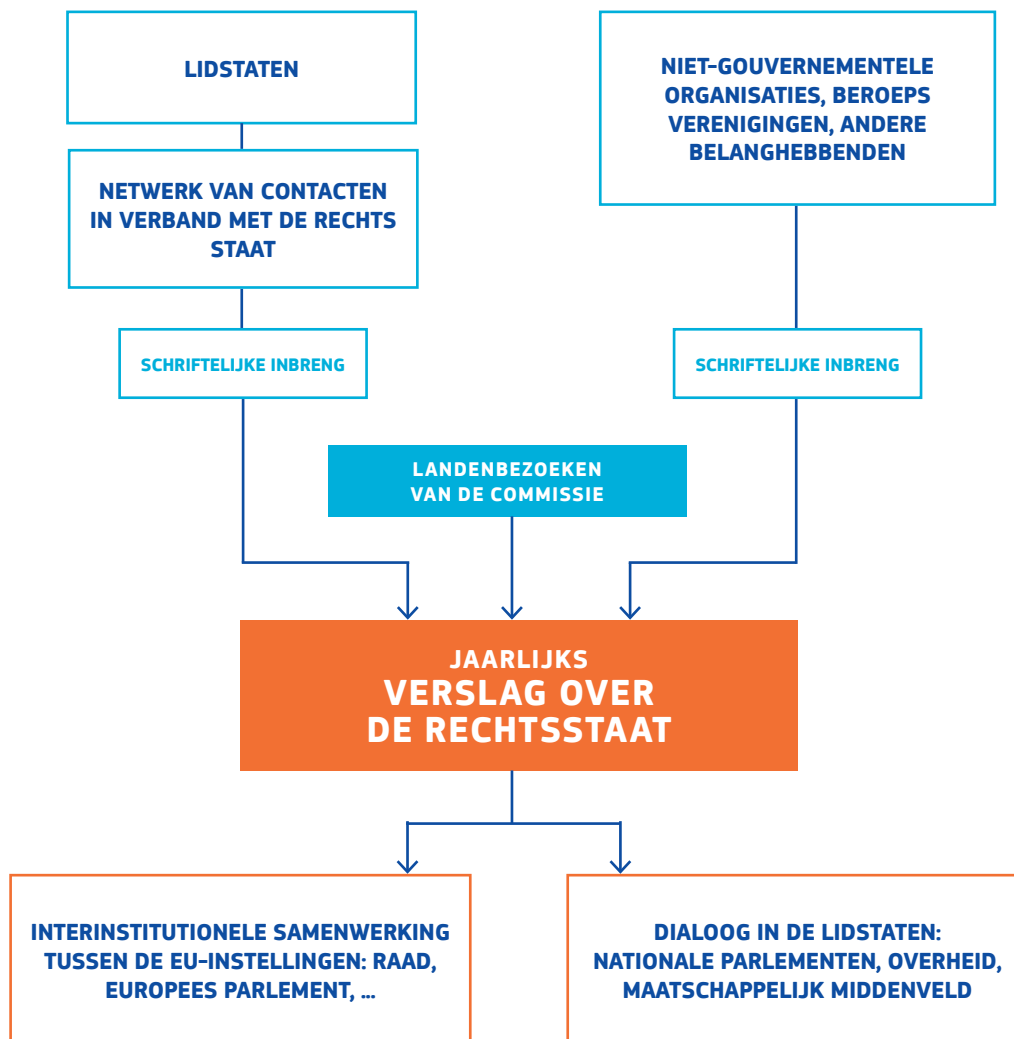 LIDSTATEN
NETWERK VAN CONTACTEN
IN VERBAND MET DE RECHTS
STAAT
SCHRIFTELIJKE INBRENG
NIET-GOUVERNEMENTELE
ORGANISATIES, BEROEPS
VERENIGINGEN, ANDERE
BELANGHEBBENDEN
SCHRIFTELIJKE INBRENG
LANDENBEZOEKEN
VAN DE COMMISSIE
JAARLIJKS
VERSLAG OVER
DE RECHTSSTAAT
INTERINSTITUTIONELE SAMENWERKING
TUSSEN DE EU-INSTELLINGEN: RAAD,
EUROPEES PARLEMENT, ...
DIALOOG IN DE LIDSTATEN:
NATIONALE PARLEMENTEN, OVERHEID,
MAATSCHAPPELIJK MIDDENVELD